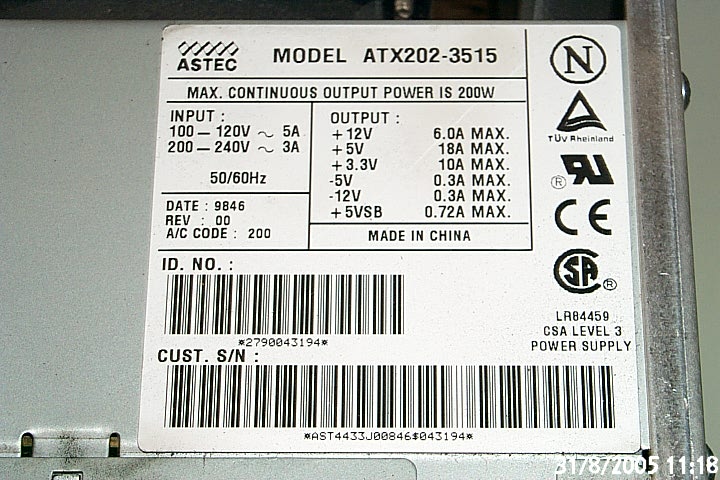 ASTEC
MODEL ATX202-3515
MAX. CONTINUOUS OUTPUT POWER IS 200W
INPUT :
100 — 120V ~ 5A
200 — 240V ~ 3A
50/60Hz
OUTPUT :
+12V 6.0A MAX.
+5V 18A MAX.
+3.3V 10A MAX.
-5V 0.3A MAX.
-12V 0.3A MAX.
+5VSB 0.72A MAX.
DATE : 9846
REV : 00
A/C CODE : 200
MADE IN CHINA
N
TÜV Rheinland
RU ®
CE
SA ®
LR84459
CSA LEVEL 3
POWER SUPPLY
ID. NO. :
*2790043194*
CUST. S/N :
*AST4433J00846$043194*
31/8/2005 11:18